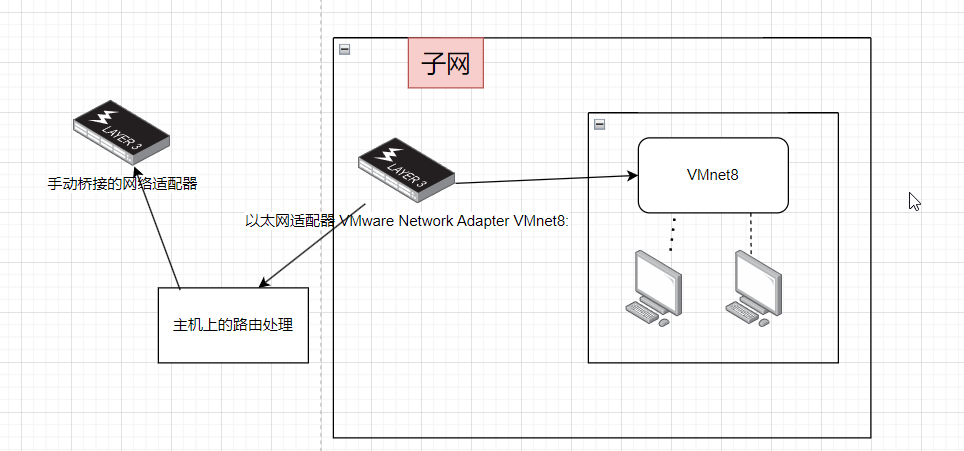 子网
LAYER 3
手动桥接的网络适配器
LAYER 3
VMnet8
以太网适配器 VMware Network Adapter VMnet8:
主机上的路由处理